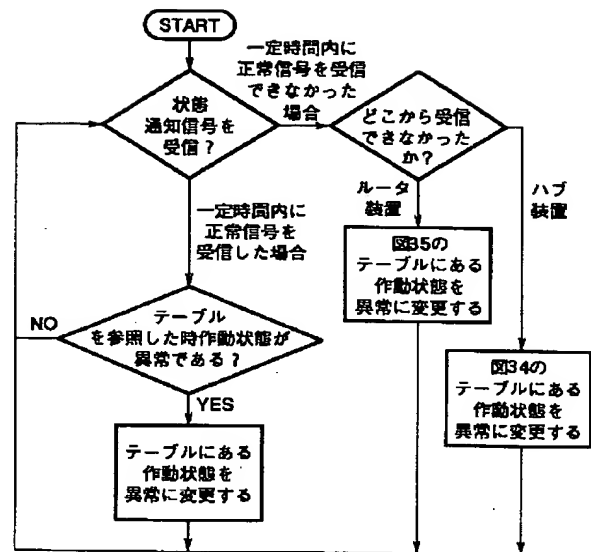 START
一定時間内に
正常信号を受信
できなかった
場合
状態
通知信号を
受信?
どこから受信
できなかった
か?
ルータ
装置
ハブ
装置
一定時間内に
正常信号を
受信した場合
図35の
テーブルにある
作動状態を
異常に変更する
NO
テーブル
を参照した時作動状態が
異常である?
図34の
テーブルにある
作動状態を
異常に変更する
YES
テーブルにある
作動状態を
異常に変更する